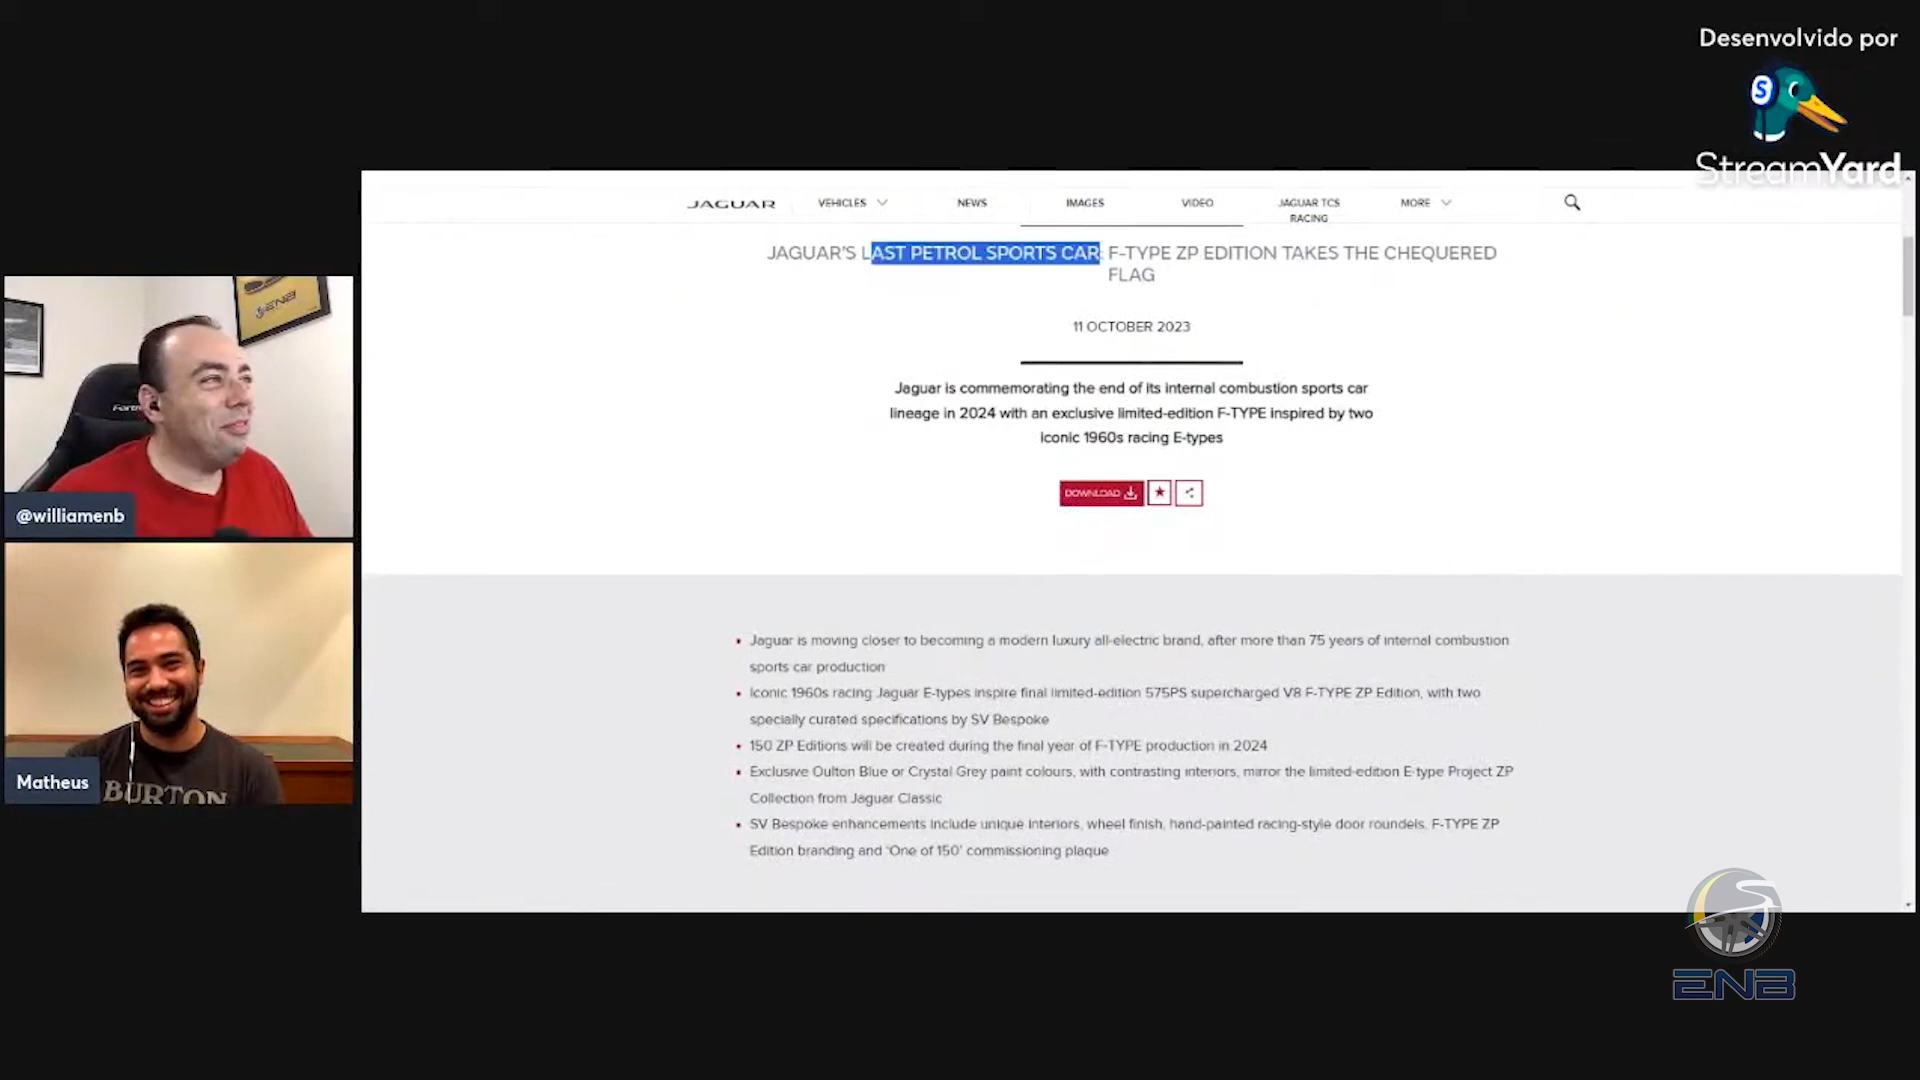 Desenvolvido por
S
StreamYard
JAGUAR
VEHICLES
NEWS
IMAGES
VIDEO
JAGUAR TCS
RACING
MORE
JAGUAR'S LAST PETROL SPORTS CAR: F-TYPE ZP EDITION TAKES THE CHEQUERED
FLAG
11 OCTOBER 2023
Jaguar is commemorating the end of its internal combustion sports car
lineage in 2024 with an exclusive limited-edition F-TYPE inspired by two
iconic 1960s racing E-types
DOWNLOAD
Jaguar is moving closer to becoming a modern luxury all-electric brand, after more than 75 years of internal combustion
sports car production
Iconic 1960s racing Jaguar E-types inspire final limited-edition 575PS supercharged V8 F-TYPE ZP Edition, with two
specially curated specifications by SV Bespoke
150 ZP Editions will be created during the final year of F-TYPE production in 2024
Exclusive Oulton Blue or Crystal Grey paint colours, with contrasting interiors, mirror the limited-edition E-type Project ZP
Collection from Jaguar Classic
SV Bespoke enhancements include unique interiors, wheel finish, hand-painted racing-style door roundels, F-TYPE ZP
Edition branding and 'One of 150' commissioning plaque
ENB
@williamenb
Matheus
BURTON
ENB